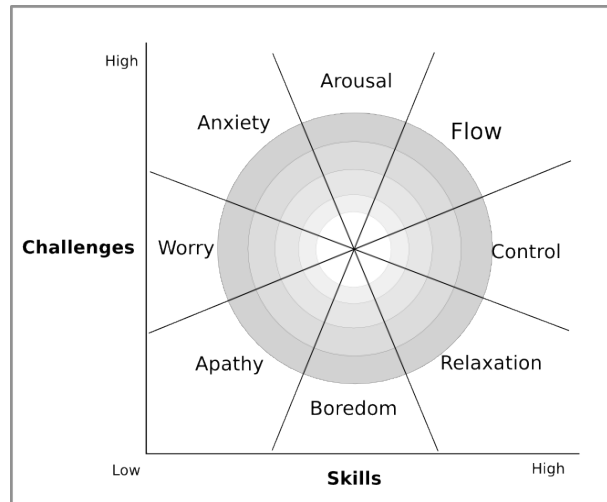 High
Arousal
Anxiety
Flow
Challenges
Worry
Control
Apathy
Relaxation
Boredom
Low
Skills
High